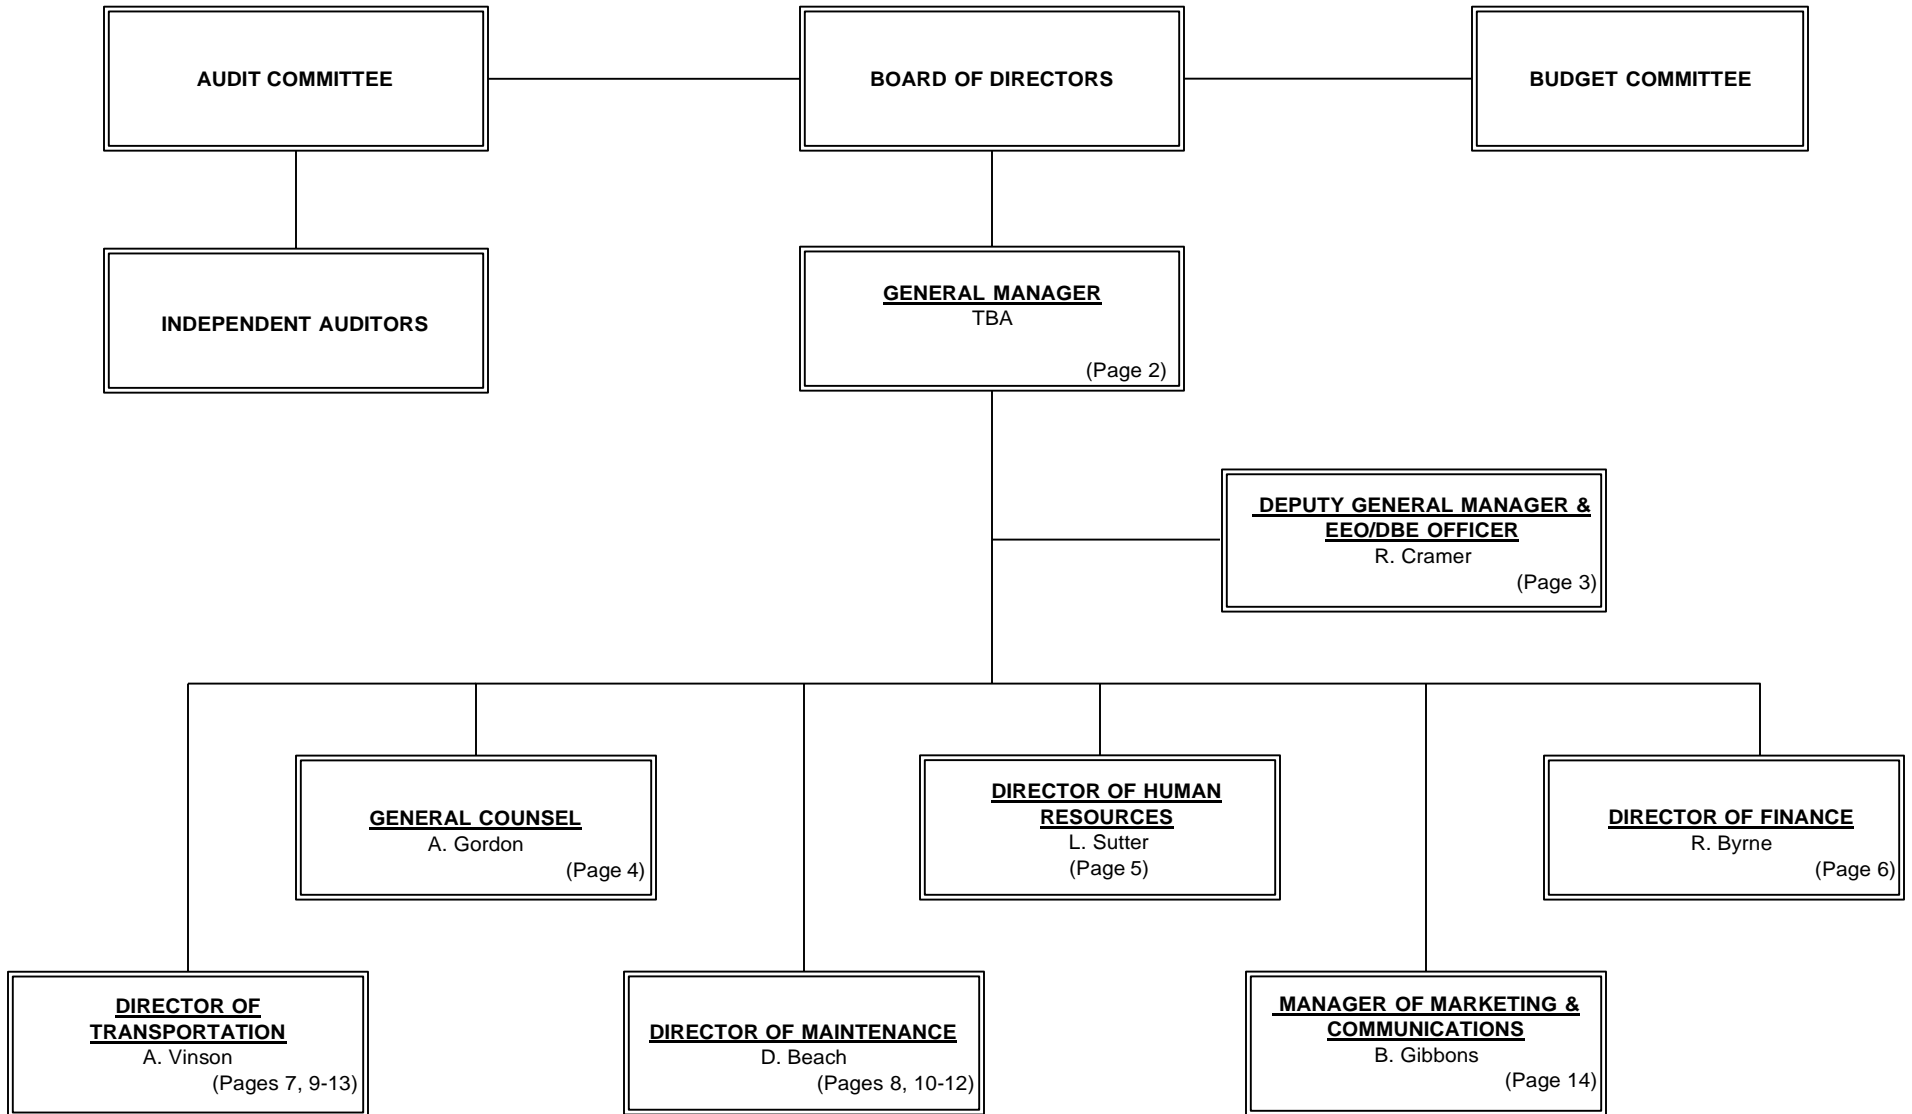 AUDIT COMMITTEE
BOARD OF DIRECTORS
BUDGET COMMITTEE
INDEPENDENT AUDITORS
GENERAL MANAGER
TBA
(Page 2)
DEPUTY GENERAL MANAGER &
EEO/DBE OFFICER
R. Cramer
(Page 3)
GENERAL COUNSEL
A. Gordon
(Page 4)
DIRECTOR OF HUMAN
RESOURCES
L. Sutter
(Page 5)
DIRECTOR OF FINANCE
R. Byrne
(Page 6)
DIRECTOR OF
TRANSPORTATION
A. Vinson
(Pages 7, 9-13)
DIRECTOR OF MAINTENANCE
D. Beach
(Pages 8, 10-12)
MANAGER OF MARKETING &
COMMUNICATIONS
B. Gibbons
(Page 14)